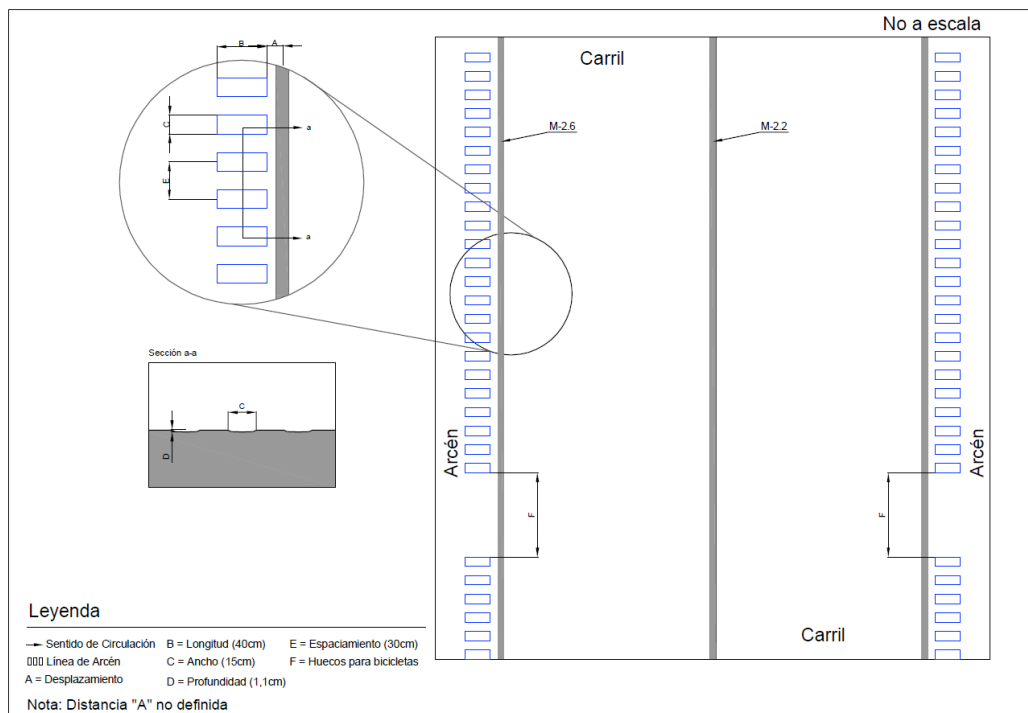 No a escala
B
A
Carril
C
a
M-2.6
M-2.2
E
a
Sección a-a
C
D
Arcén
Arcén
F
F
Leyenda
Carril
Sentido de Circulación
B = Longitud (40cm)
E = Espaciamiento (30cm)
Línea de Arcén
C = Ancho (15cm)
F = Huecos para bicicletas
A = Desplazamiento
D = Profundidad (1,1cm)
Nota: Distancia "A" no definida